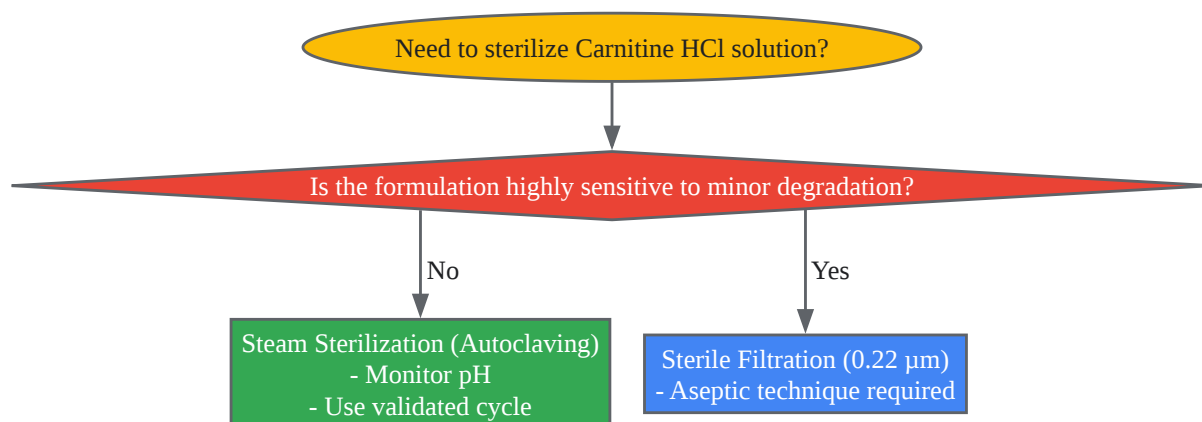 Need to sterilize Carnitine HCl solution?
Is the formulation highly sensitive to minor degradation?
No
Yes
Steam Sterilization (Autoclaving)
- Monitor pH
- Use validated cycle
Sterile Filtration (0.22 µm)
- Aseptic technique required